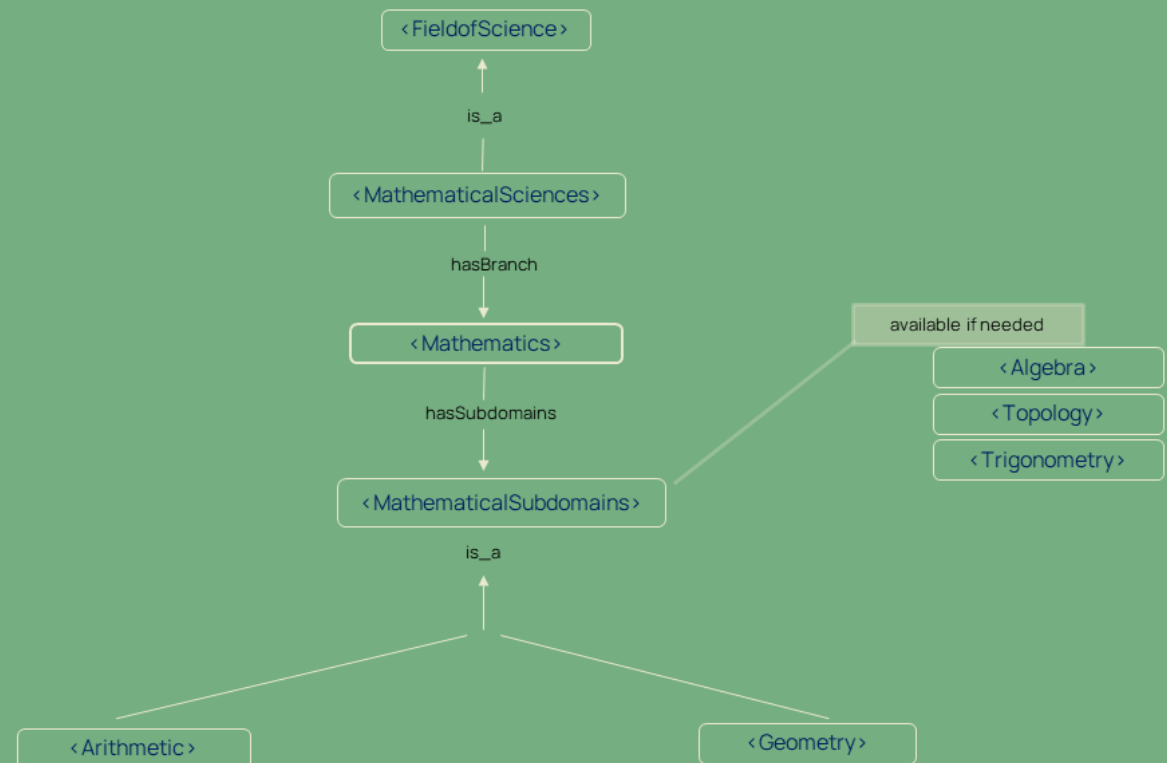 <FieldofScience>
is_a
<MathematicalSciences>
hasBranch
<Mathematics>
hasSubdomains
<MathematicalSubdomains>
is_a
available if needed
<Algebra>
<Topology>
<Trigonometry>
<Arithmetic>
<Geometry>